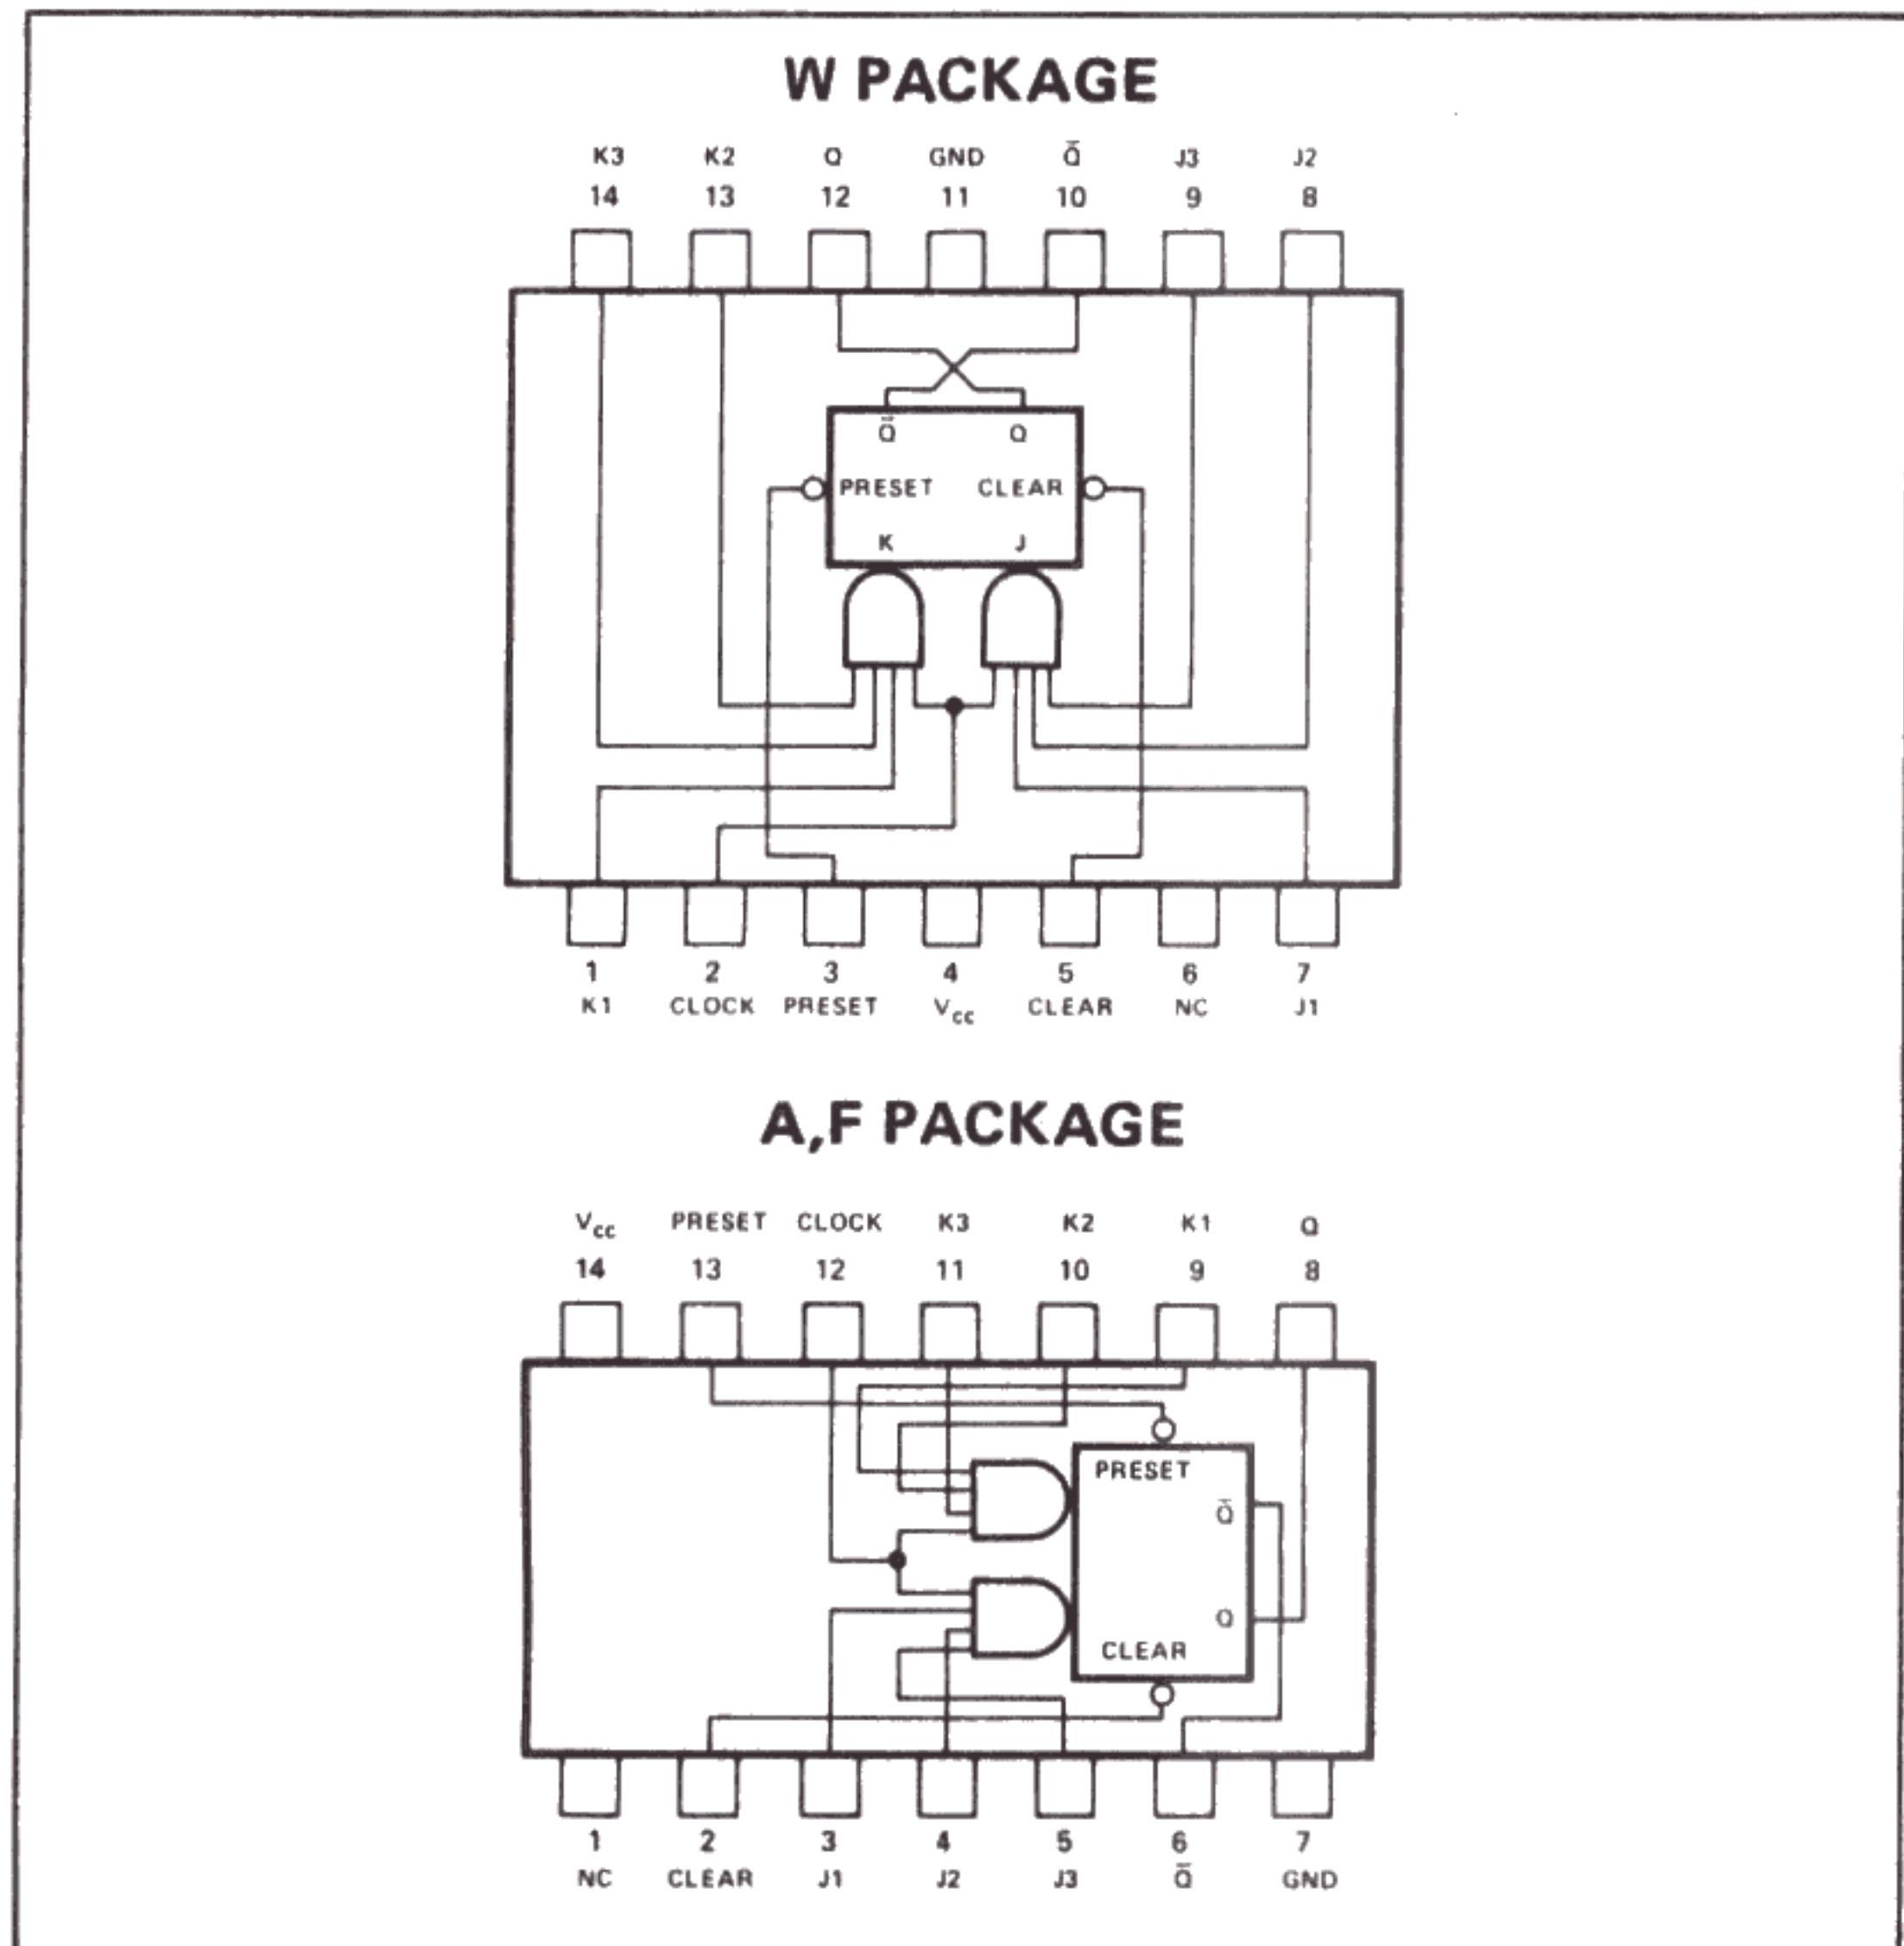 W PACKAGE
K3 K2 Q GND Q̄ J3 J2
14 13 12 11 10 9 8
Q̄ Q
PRESET CLEAR
K J
1 2 3 4 5 6 7
K1 CLOCK PRESET Vcc CLEAR NC J1
A,F PACKAGE
Vcc PRESET CLOCK K3 K2 K1 Q
14 13 12 11 10 9 8
PRESET
Q̄
Q
CLEAR
1 2 3 4 5 6 7
NC CLEAR J1 J2 J3 Q̄ GND